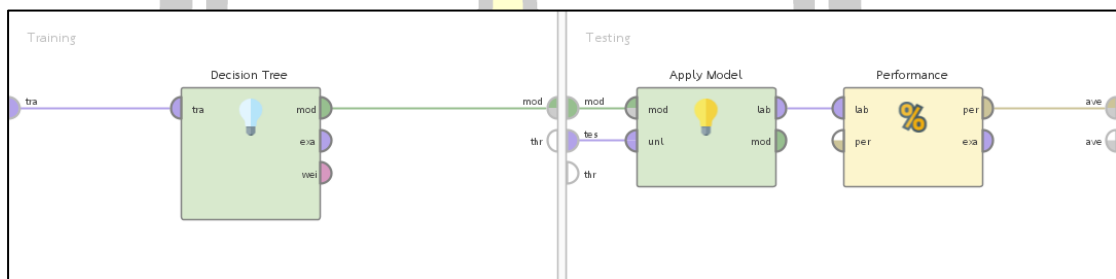 Training
Testing
Decision Tree
Apply Model
Performance
tra
tra
mod
mod
mod
mod
lab
lab
per
ave
exa
thr
tes
unl
mod
per
exa
ave
wei
thr
%